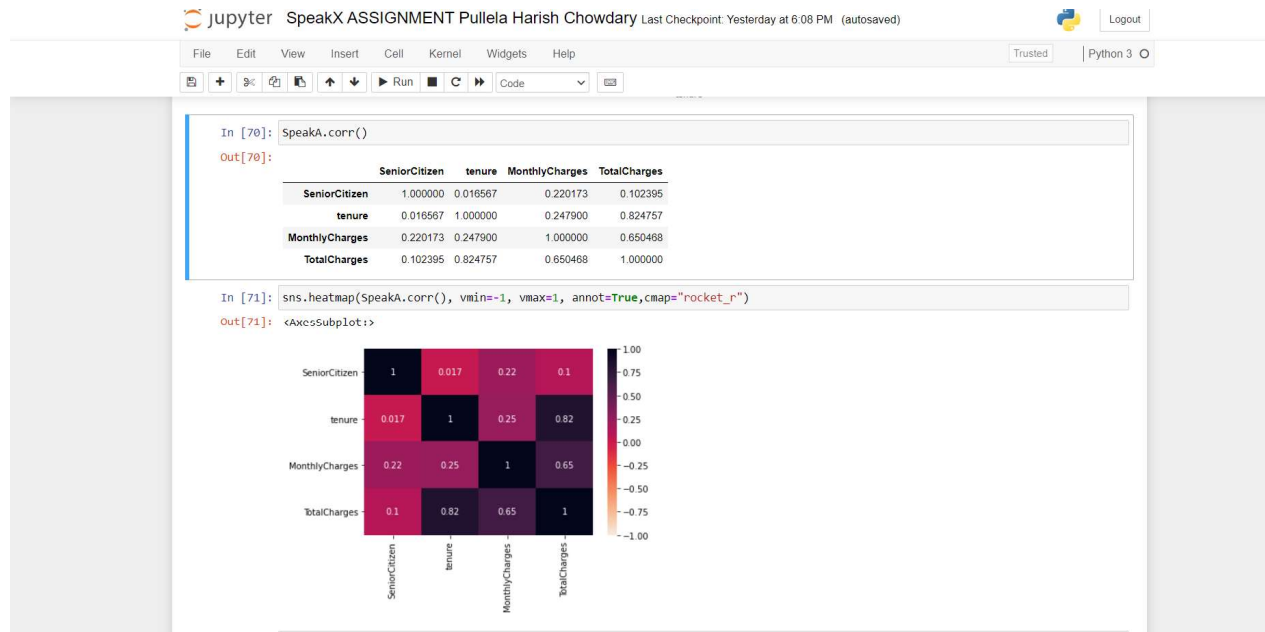 jupyter SpeakX ASSIGNMENT Pullela Harish Chowdary Last Checkpoint: Yesterday at 6:08 PM (autosaved) Logout
File Edit View Insert Cell Kernel Widgets Help Trusted Python 3
Run Code
In [70]: SpeakA.corr()
Out[70]:
SeniorCitizen tenure MonthlyCharges TotalCharges
SeniorCitizen 1.000000 0.016567 0.220173 0.102395
tenure 0.016567 1.000000 0.247900 0.824757
MonthlyCharges 0.220173 0.247900 1.000000 0.650468
TotalCharges 0.102395 0.824757 0.650468 1.000000
In [71]: sns.heatmap(SpeakA.corr(), vmin=-1, vmax=1, annot=True,cmap="rocket_r")
Out[71]: <AxesSubplot:>
SeniorCitizen 1 0.017 0.22 0.1
tenure 0.017 1 0.25 0.82
MonthlyCharges 0.22 0.25 1 0.65
TotalCharges 0.1 0.82 0.65 1
SeniorCitizen
tenure
MonthlyCharges
TotalCharges
1.00
0.75
0.50
0.25
0.00
−0.25
−0.50
−0.75
−1.00